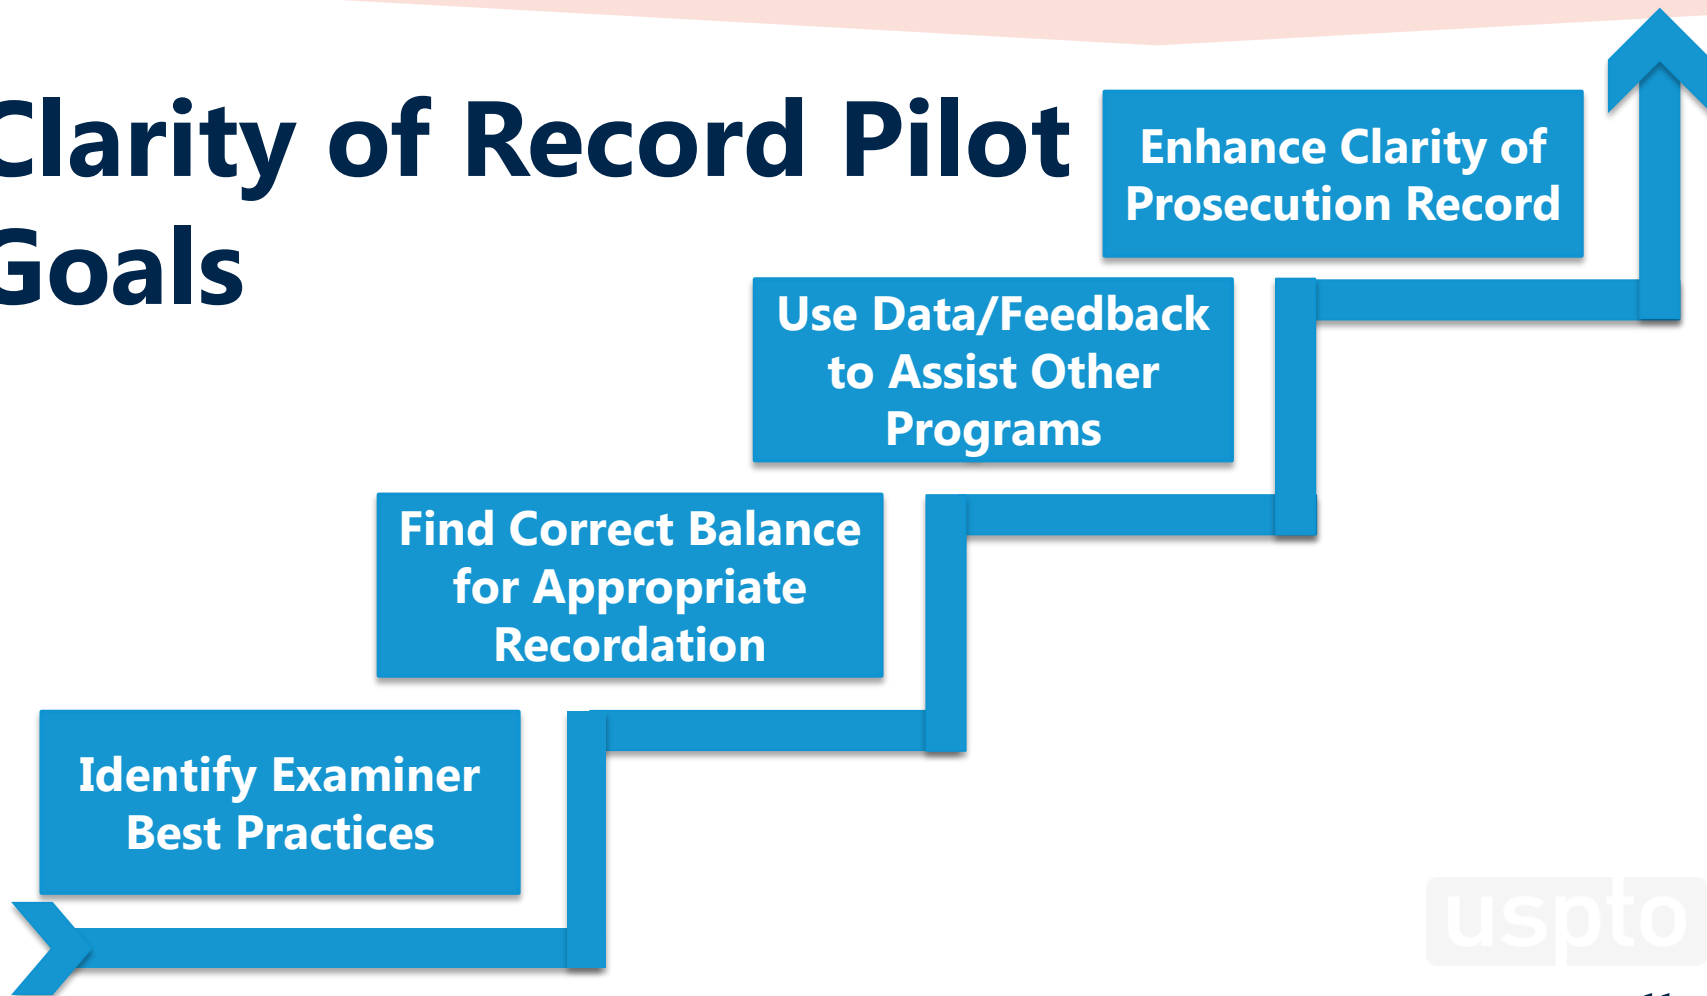 Clarity of Record Pilot
Goals
Enhance Clarity of
Prosecution Record
Use Data/Feedback
to Assist Other
Programs
Find Correct Balance
for Appropriate
Recordation
Identify Examiner
Best Practices
uspto